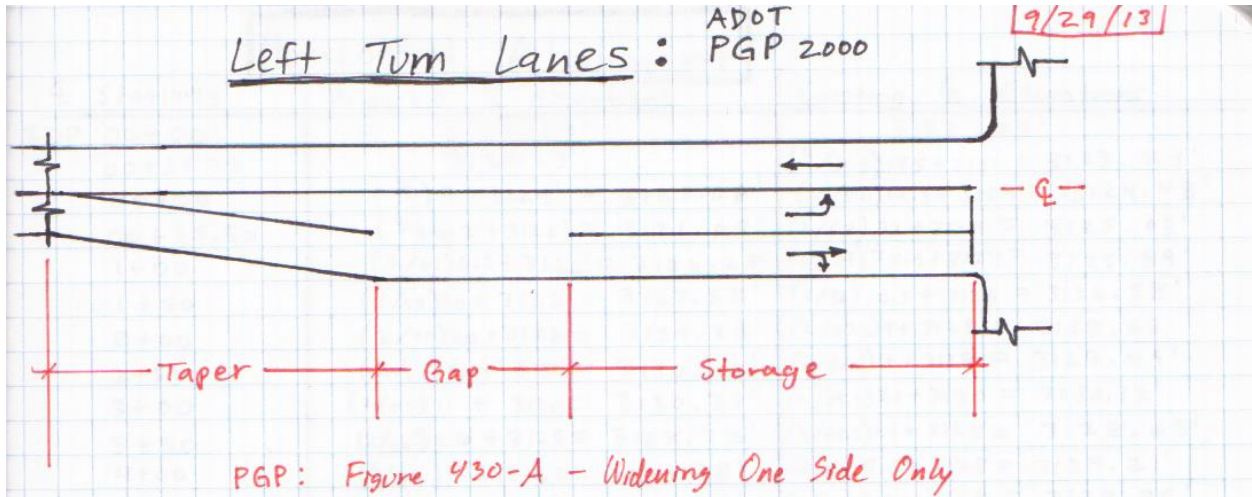 ADOT
9/29/13
Left Turn Lanes : PGP 2000
CL
Taper Gap Storage
PGP: Figure 430-A - Widening One Side Only